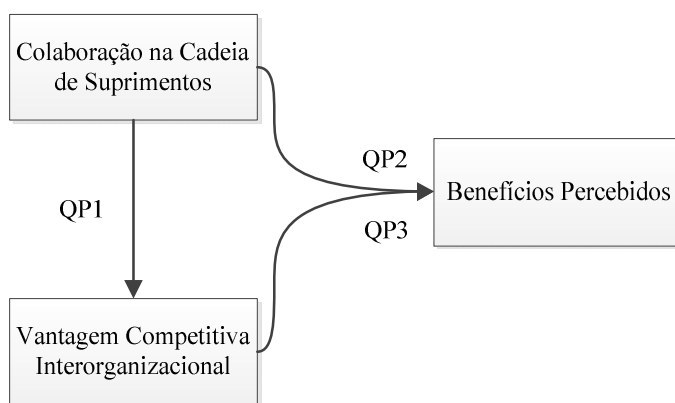 Colaboração na Cadeia
de Suprimentos
QP2
Benefícios Percebidos
QP1
QP3
Vantagem Competitiva
Interorganizacional